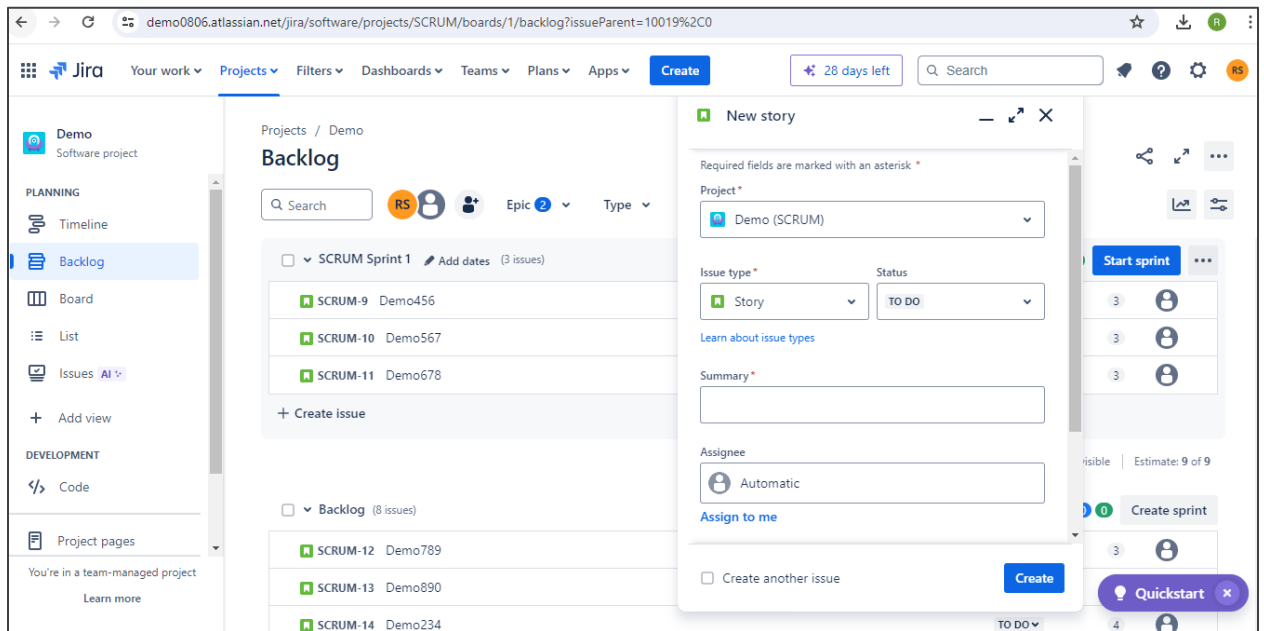 demo0806.atlassian.net/jira/software/projects/SCRUM/boards/1/backlog?issueParent=10019%2C0
R
Jira Your work Projects Filters Dashboards Teams Plans Apps Create 28 days left Search RS
Demo
Software project
PLANNING
Timeline
Backlog
Board
List
Issues AI
Add view
DEVELOPMENT
Code
Project pages
You're in a team-managed project
Learn more
Projects / Demo
Backlog
Search RS Epic 2 Type
SCRUM Sprint 1 Add dates (3 issues) Start sprint
SCRUM-9 Demo456 3
SCRUM-10 Demo567 3
SCRUM-11 Demo678 3
+ Create issue
Estimate: 9 of 9
Backlog (8 issues) 0 Create sprint
SCRUM-12 Demo789 3
SCRUM-13 Demo890
SCRUM-14 Demo234 TO DO 4
New story
Required fields are marked with an asterisk *
Project *
Demo (SCRUM)
Issue type * Status
Story TO DO
Learn about issue types
Summary *
Assignee
Automatic
Assign to me
Create another issue Create
Quickstart